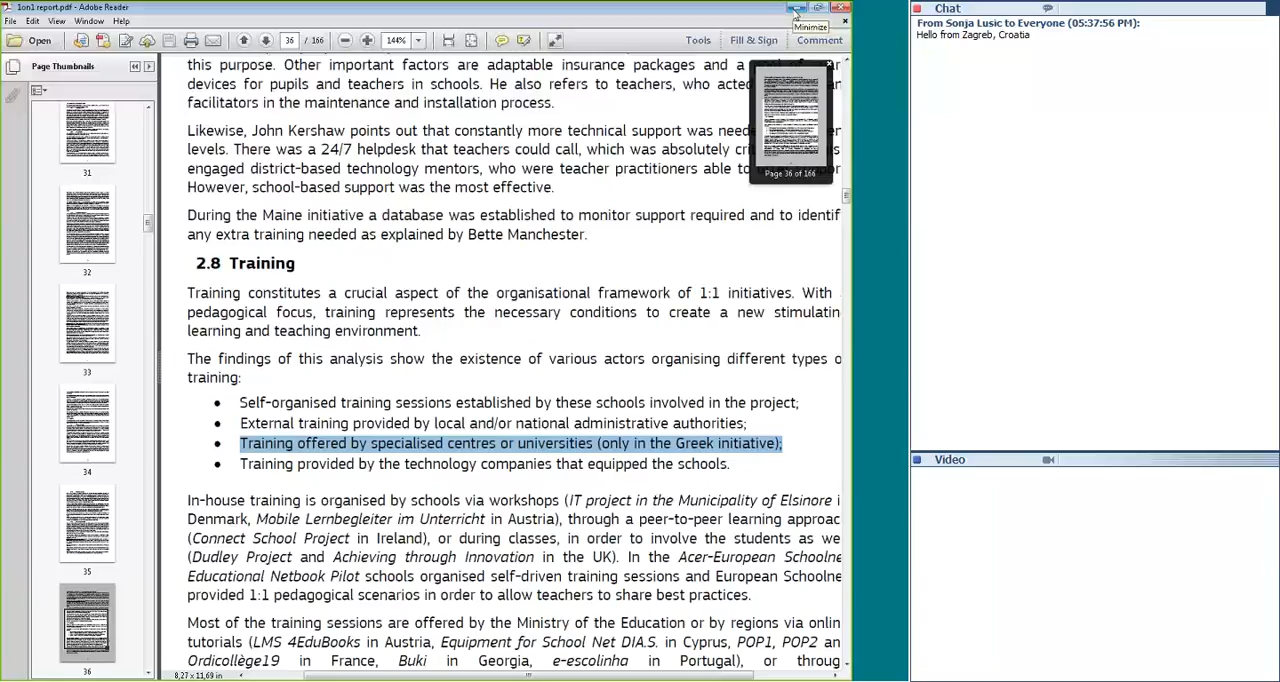 1on1 report.pdf - Adobe Reader
File Edit View Window Help
Minimize
Open 36 / 166 144% Tools Fill & Sign Comment
Page Thumbnails
31
32
33
34
35
36
this purpose. Other important factors are adaptable insurance packages and a
devices for pupils and teachers in schools. He also refers to teachers, who acted
facilitators in the maintenance and installation process.
Likewise, John Kershaw points out that constantly more technical support was
levels. There was a 24/7 helpdesk that teachers could call, which was absolutely
engaged district-based technology mentors, who were teacher practitioners able to
However, school-based support was the most effective.
Page 36 of 166
During the Maine initiative a database was established to monitor support required and to identif
any extra training needed as explained by Bette Manchester.
2.8 Training
Training constitutes a crucial aspect of the organisational framework of 1:1 initiatives. With
pedagogical focus, training represents the necessary conditions to create a new stimulatin
learning and teaching environment.
The findings of this analysis show the existence of various actors organising different types o
training:
• Self-organised training sessions established by these schools involved in the project;
• External training provided by local and/or national administrative authorities;
• Training offered by specialised centres or universities (only in the Greek initiative);
• Training provided by the technology companies that equipped the schools.
In-house training is organised by schools via workshops (IT project in the Municipality of Elsinore i
Denmark, Mobile Lernbegleiter im Unterricht in Austria), through a peer-to-peer learning approac
(Connect School Project in Ireland), or during classes, in order to involve the students as we
(Dudley Project and Achieving through Innovation in the UK). In the Acer-European Schoolne
Educational Netbook Pilot schools organised self-driven training sessions and European Schoolne
provided 1:1 pedagogical scenarios in order to allow teachers to share best practices.
Most of the training sessions are offered by the Ministry of the Education or by regions via onlin
tutorials (LMS 4EduBooks in Austria, Equipment for School Net DIA.S. in Cyprus, POP1, POP2 an
Ordicollège19 in France, Buki in Georgia, e-escolinha in Portugal), or throug
8,27 x 11,69 in
Chat
From Sonja Lusic to Everyone (05:37:56 PM):
Hello from Zagreb, Croatia
Video